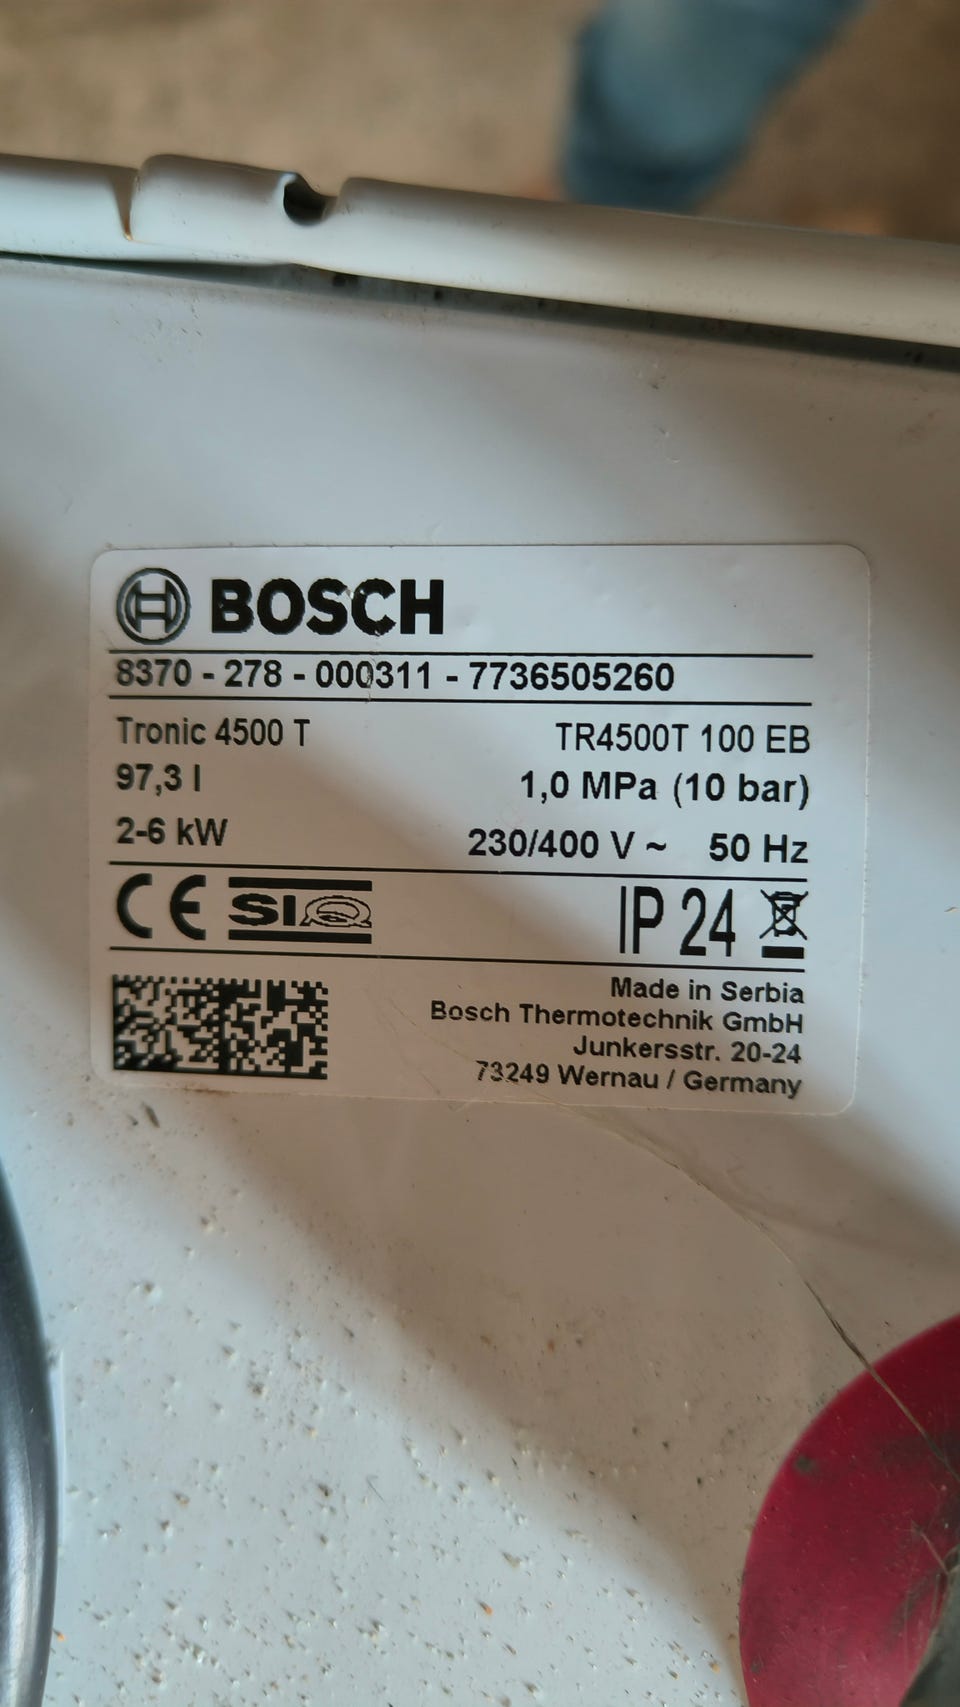 BOSCH
8370 - 278 - 000311 - 7736505260
Tronic 4500 T TR4500T 100 EB
97,3 l 1,0 MPa (10 bar)
2-6 kW 230/400 V ~ 50 Hz
CE SIQ IP 24
Made in Serbia
Bosch Thermotechnik GmbH
Junkersstr. 20-24
73249 Wernau / Germany